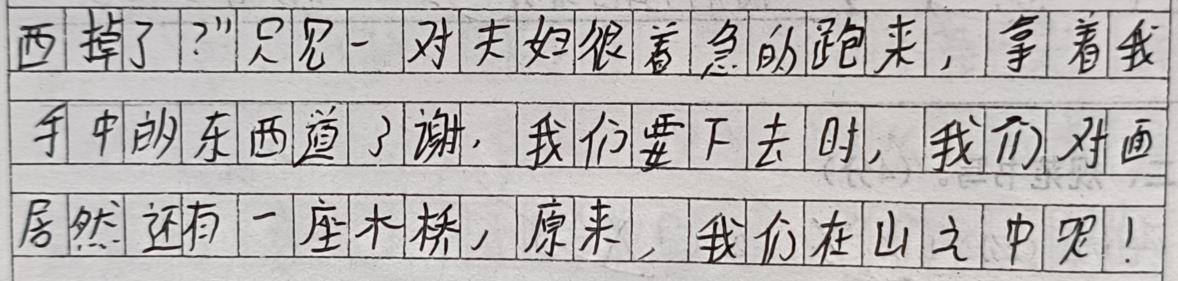 西掉了?”只见一对夫妇很着急的跑来,拿着我
手中的东西道了谢.我们要下去时,我们对面
居然还有一座木桥,原来,我们在山之中呢!